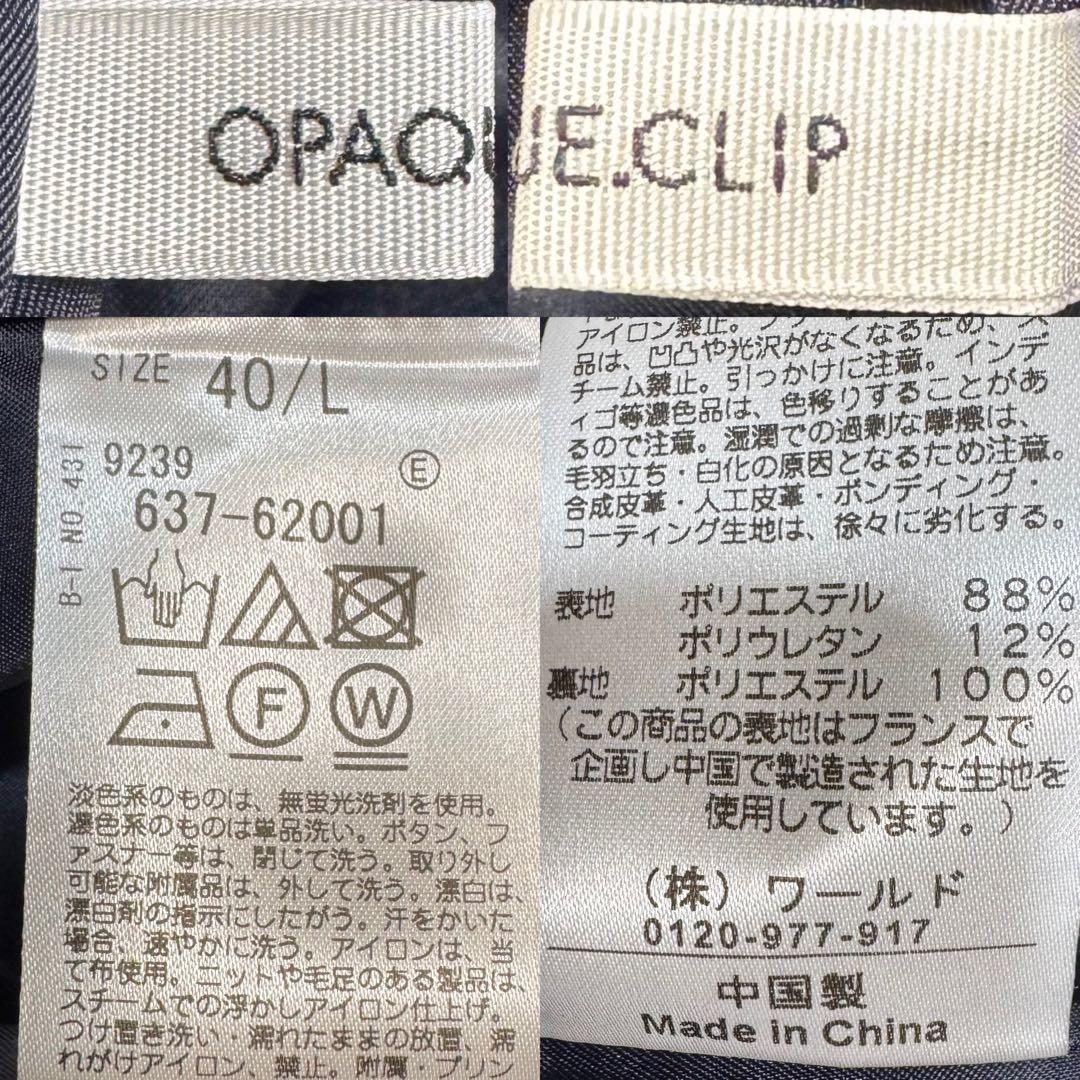 OPAQUE.CLIP
SIZE 40/L
B-1 NO.431
9239 E
637-62001
F W
淡色系のものは、無蛍光洗剤を使用。
濃色系のものは単品洗い。ボタン、フ
ァスナー等は、閉じて洗う。取り外し
可能な附属品は、外して洗う。漂白は、
漂白剤の指示にしたがう。汗をかいた
場合、速やかに洗う。アイロンは、当
て布使用。ニットや毛足のある製品は、
スチームでの浮かしアイロン仕上げ。
つけ置き洗い・濡れたままの放置、濡
れがけアイロン、禁止。附属・プリン
アイロン禁止。
品は、凹凸や光沢がなくなるため、ス
チーム禁止。引っかけに注意。インデ
ィゴ等濃色品は、色移りすることがあ
るので注意。湿潤での過剰な摩擦は、
毛羽立ち・白化の原因となるため注意。
合成皮革・人工皮革・ボンディング・
コーティング生地は、徐々に劣化する。
表地 ポリエステル 88%
ポリウレタン 12%
裏地 ポリエステル 100%
(この商品の表地はフランスで
企画し中国で製造された生地を
使用しています。)
(株) ワールド
0120-977-917
中国製
Made in China